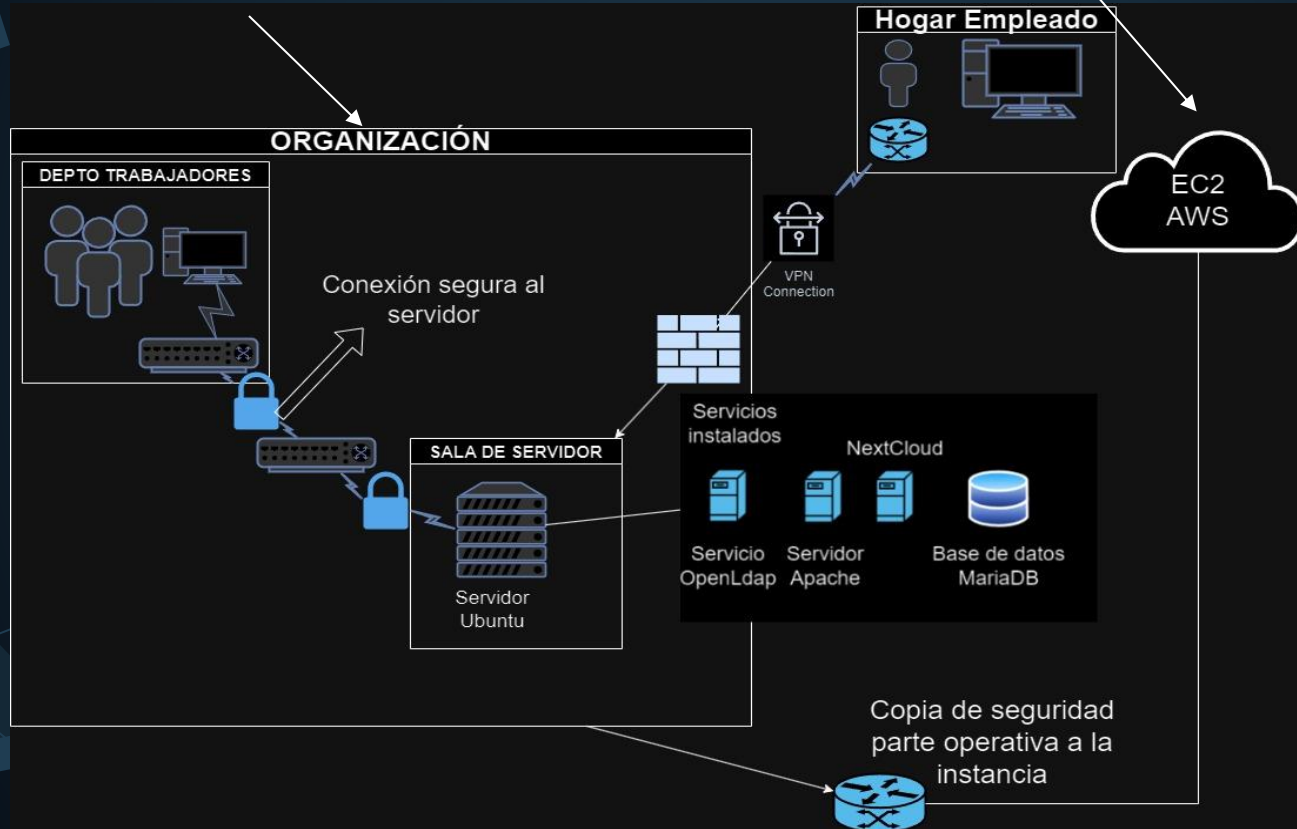 Hogar Empleado
ORGANIZACIÓN
DEPTO TRABAJADORES
EC2
AWS
VPN
Connection
Conexión segura al
servidor
Servicios
instalados
NextCloud
SALA DE SERVIDOR
Servicio
OpenLdap
Servidor
Apache
Base de datos
MariaDB
Servidor
Ubuntu
Copia de seguridad
parte operativa a la
instancia